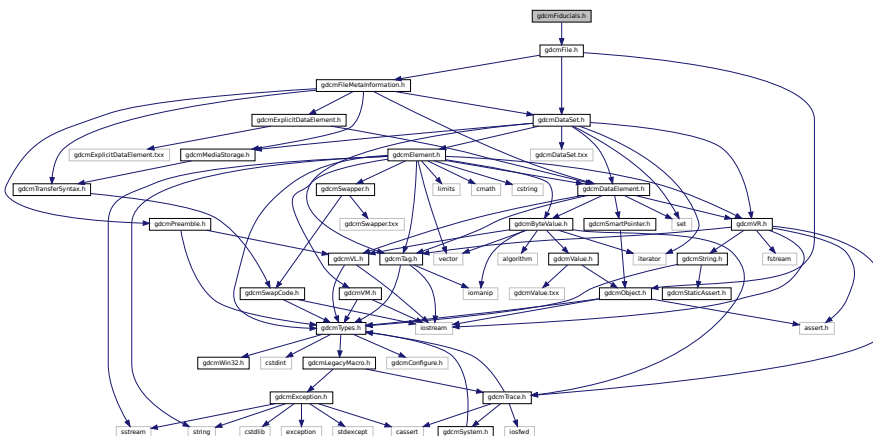 gdcmFiducials.h
gdcmFile.h
gdcmFileMetaInformation.h
gdcmExplicitDataElement.h
gdcmDataSet.h
gdcmExplicitDataElement.txx
gdcmMediaStorage.h
gdcmElement.h
gdcmDataSet.txx
gdcmTransferSyntax.h
gdcmSwapper.h
limits
cmath
cstring
gdcmDataElement.h
gdcmPreamble.h
gdcmSwapper.txx
gdcmByteValue.h
gdcmSmartPointer.h
set
gdcmVR.h
gdcmVL.h
gdcmTag.h
vector
algorithm
gdcmValue.h
iterator
gdcmString.h
fstream
gdcmSwapCode.h
gdcmVM.h
iomanip
gdcmValue.txx
gdcmObject.h
gdcmStaticAssert.h
gdcmTypes.h
iostream
assert.h
gdcmWin32.h
cstdint
gdcmLegacyMacro.h
gdcmConfigure.h
gdcmException.h
gdcmTrace.h
sstream
string
cstdlib
exception
stdexcept
cassert
gdcmSystem.h
iosfwd